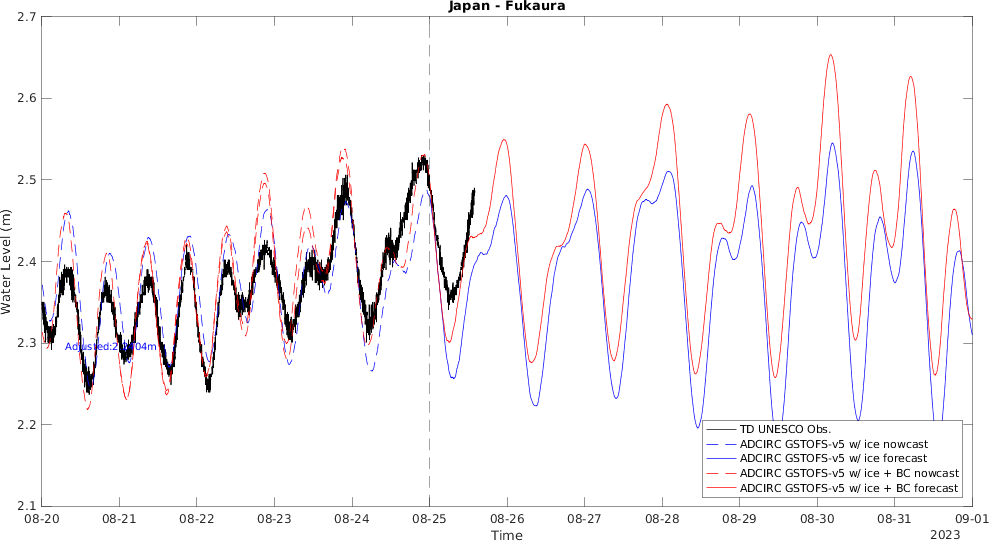 Japan - Fukaura
Water Level (m)
2.7
2.6
2.5
2.4
2.3
2.2
2.1
TD UNESCO Obs.
ADCIRC GSTOFS-v5 w/ ice nowcast
ADCIRC GSTOFS-v5 w/ ice forecast
ADCIRC GSTOFS-v5 w/ ice + BC nowcast
ADCIRC GSTOFS-v5 w/ ice + BC forecast
08-20 08-21 08-22 08-23 08-24 08-25 08-26 08-27 08-28 08-29 08-30 08-31 09-01
Time
2023